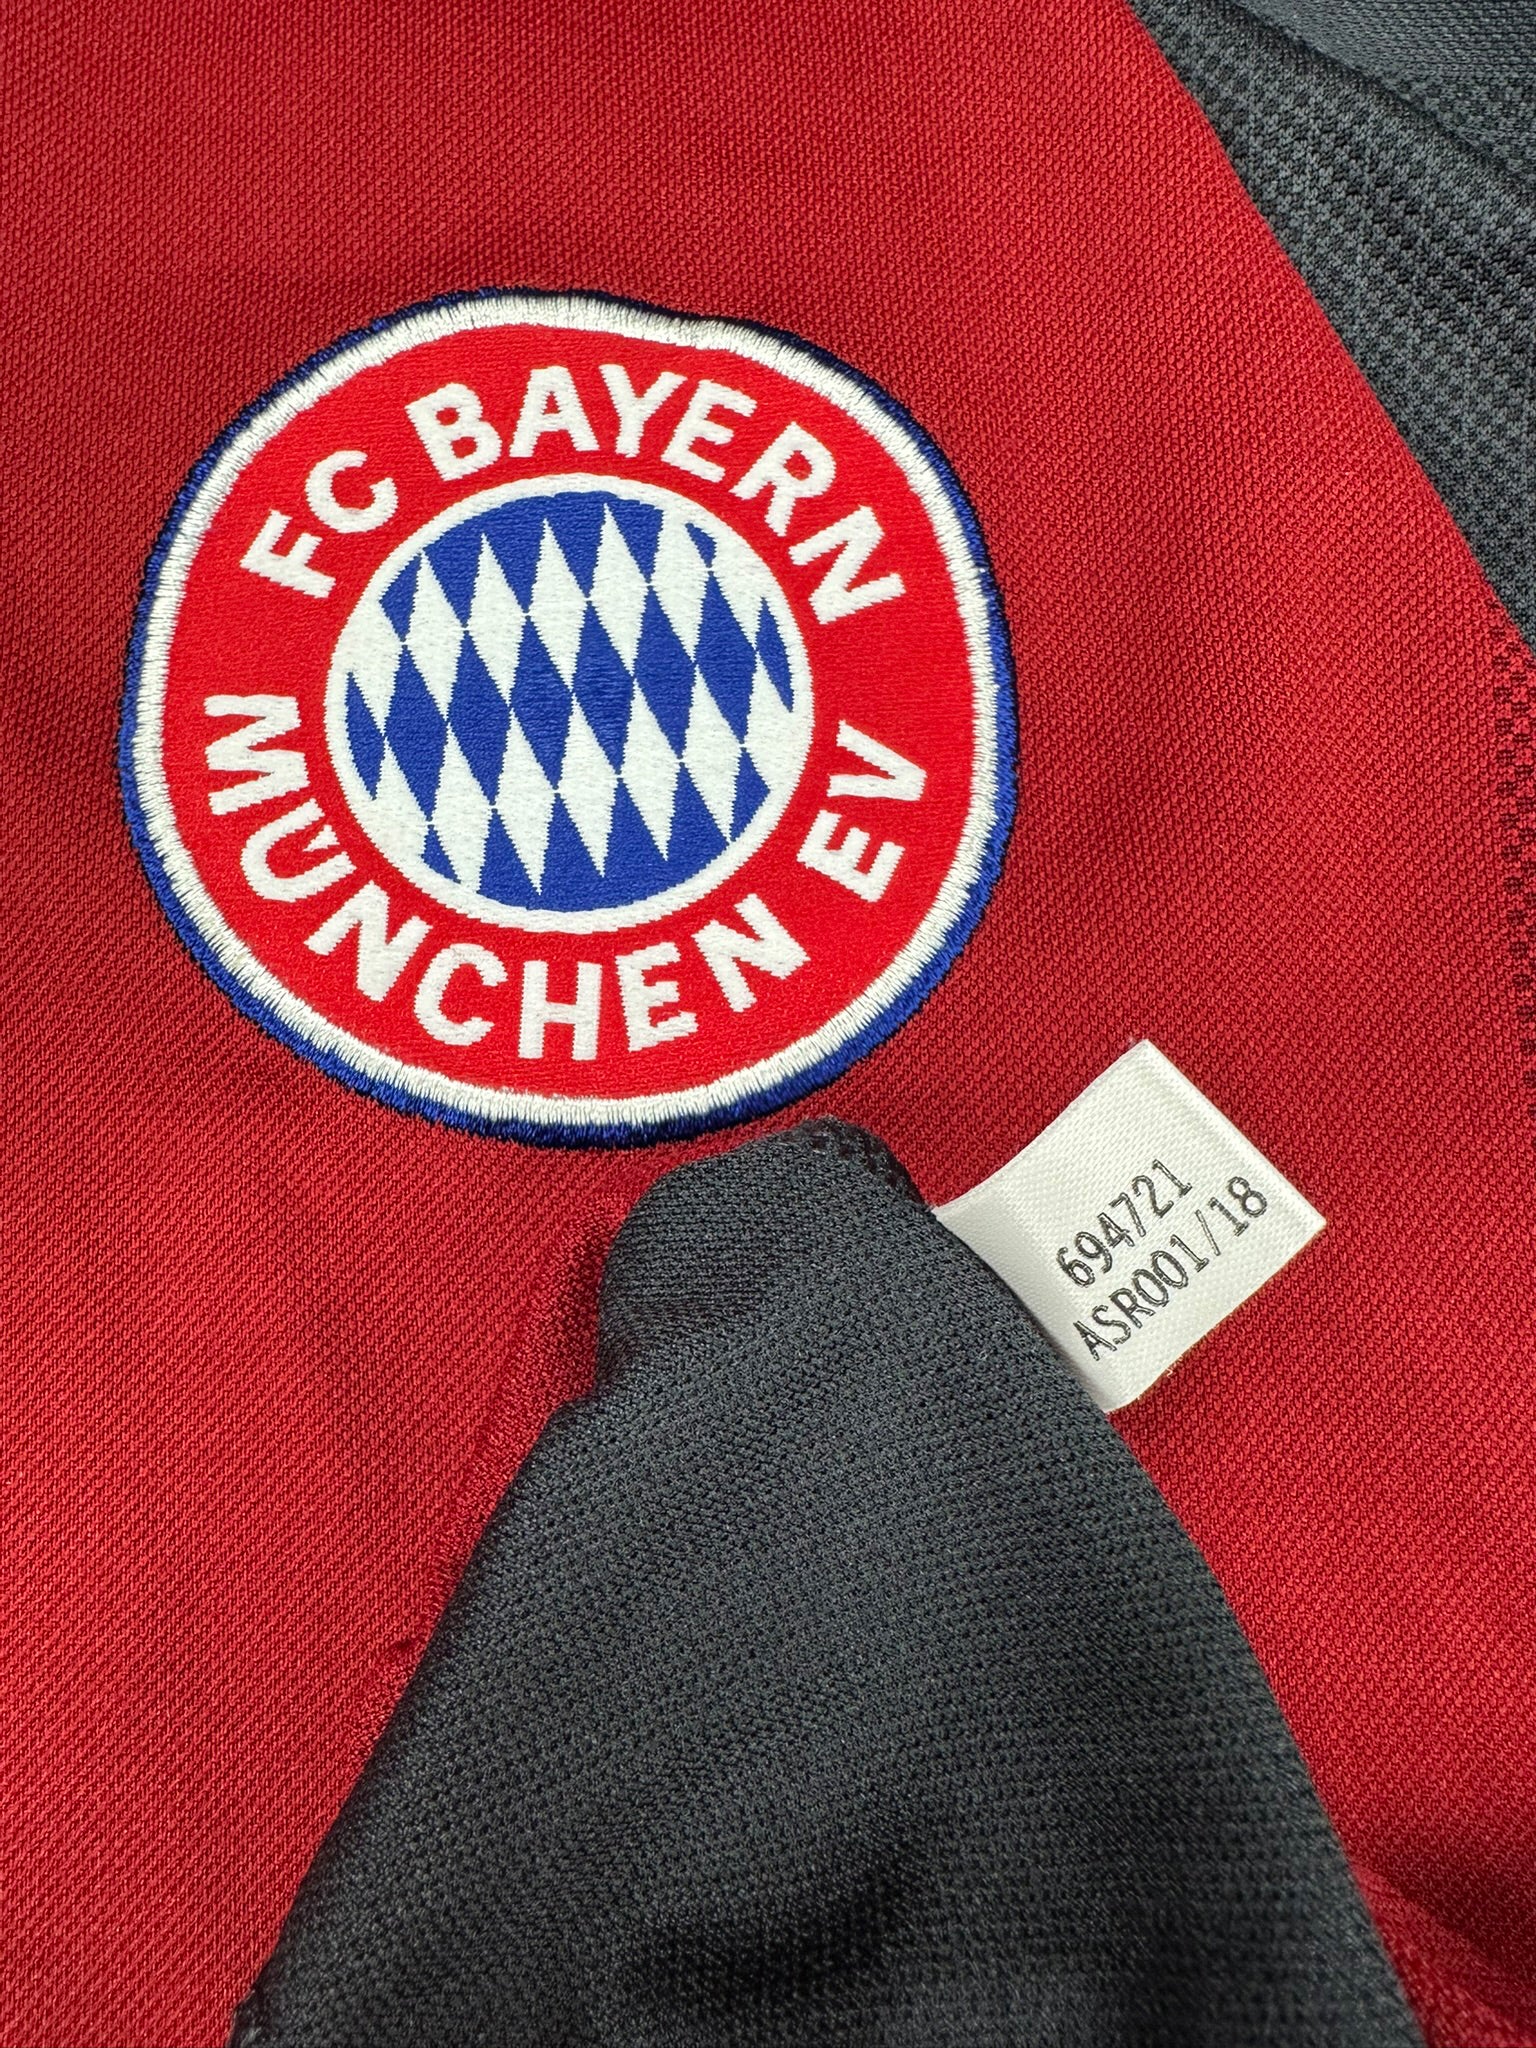 FC BAYERN
MÜNCHEN EV
694721
ASR001/18